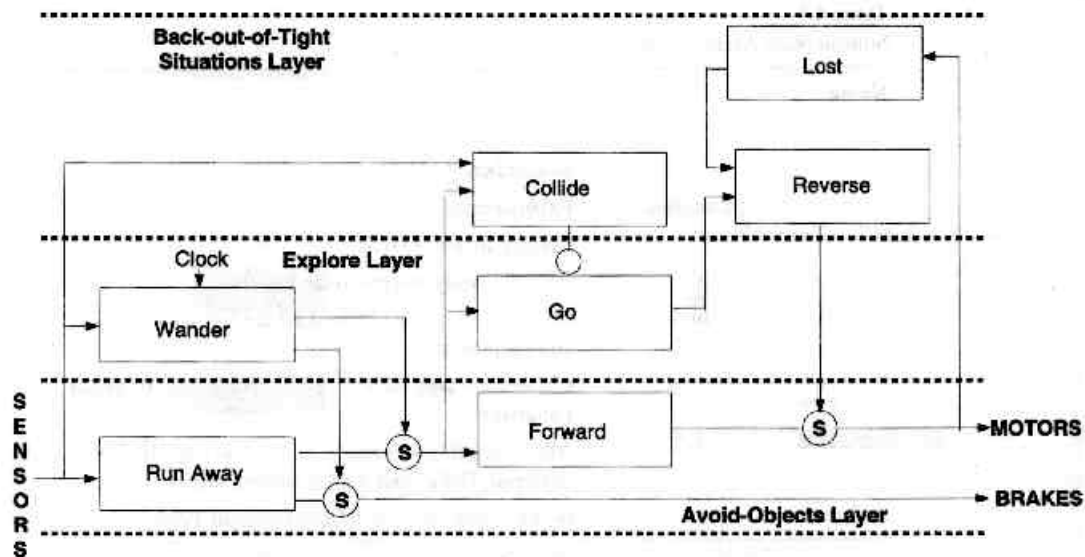 Back-out-of-Tight
Situations Layer
Lost
Collide
Reverse
Clock
Explore Layer
Wander
Go
SENSORS
Run Away
S
S
Forward
S
MOTORS
BRAKES
Avoid-Objects Layer